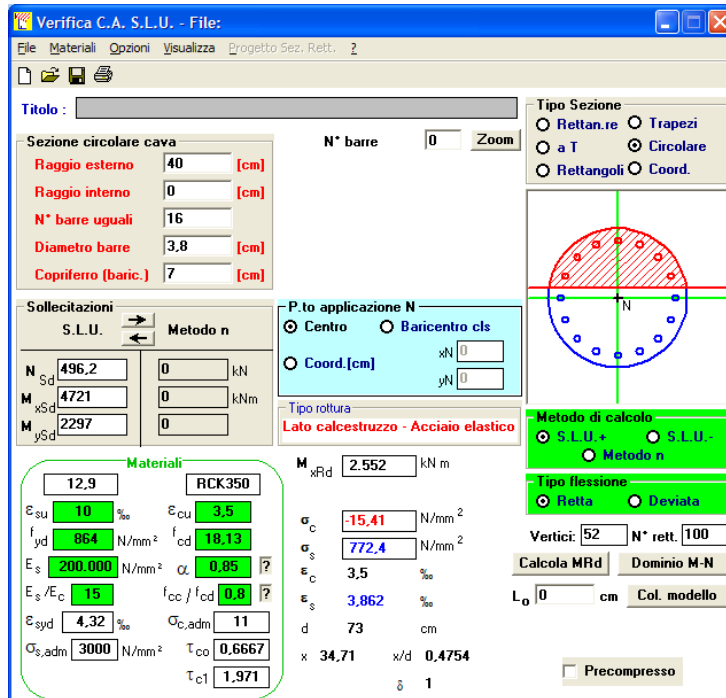 Verifica C.A. S.L.U. - File:
File Materiali Opzioni Visualizza Progetto Sez. Rett. ?
Titolo :
Tipo Sezione
Rettan.re Trapezi
a T Circolare
Rettangoli Coord.
Sezione circolare cava
Raggio esterno 40 [cm]
Raggio interno 0 [cm]
N° barre uguali 16
Diametro barre 3,8 [cm]
Copriferro (baric.) 7 [cm]
N° barre 0 Zoom
N
Sollecitazioni
S.L.U. Metodo n
N Sd 496,2 0 kN
M xSd 4721 0 kNm
M ySd 2297 0
P.to applicazione N
Centro Baricentro cls
Coord.[cm] xN 0
yN 0
Tipo rottura
Lato calcestruzzo - Acciaio elastico
Metodo di calcolo
S.L.U.+ S.L.U.-
Metodo n
Tipo flessione
Retta Deviata
Vertici: 52 N° rett. 100
Calcola MRd Dominio M-N
L₀ 0 cm Col. modello
Precompresso
Materiali
12,9 RCK350
ε su 10 ‰ ε cu 3,5
f yd 864 N/mm² f cd 18,13
E s 200.000 N/mm² α 0,85 ?
E s /E c 15 f cc / f cd 0,8 ?
ε syd 4,32 ‰ σ c,adm 11
σ s,adm 3000 N/mm² τ co 0,6667
τ c1 1,971
M xRd 2.552 kN m
σ c -15,41 N/mm²
σ s 772,4 N/mm²
ε c 3,5 ‰
ε s 3,862 ‰
d 73 cm
x 34,71 x/d 0,4754
δ 1